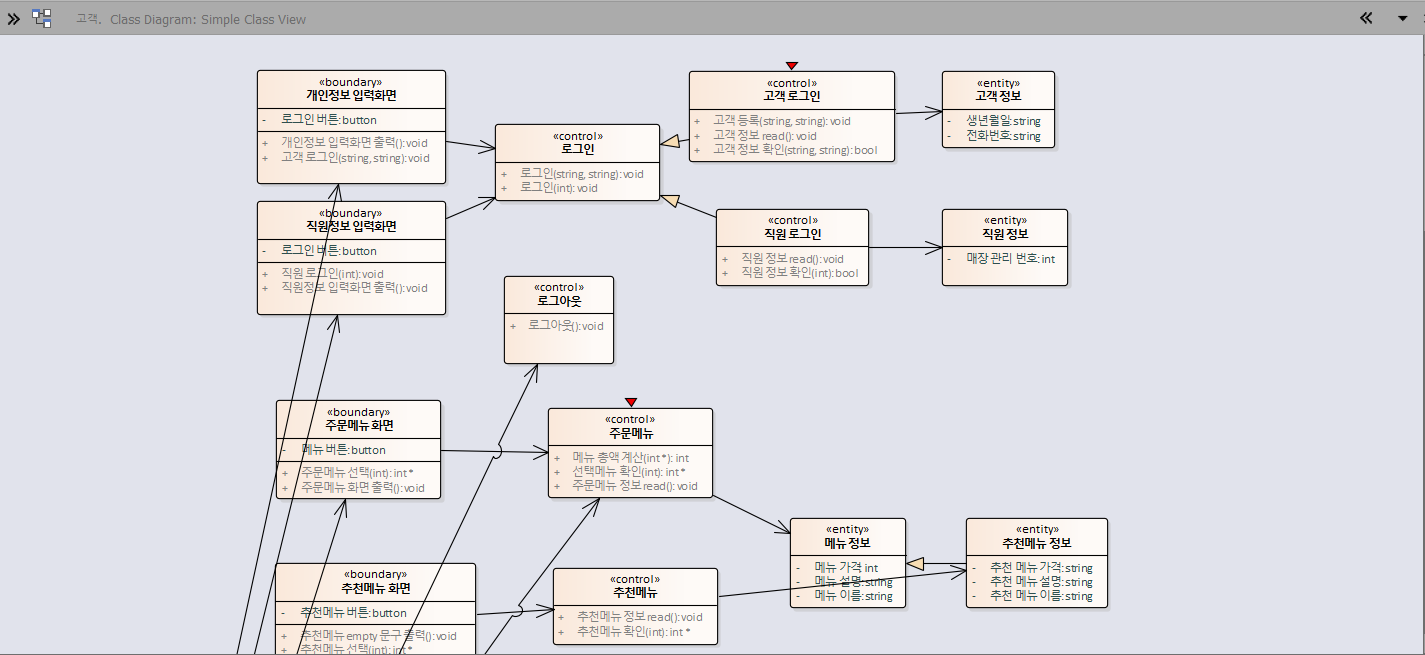 고객. Class Diagram: Simple Class View
«boundary»
개인정보 입력화면
- 로그인 버튼: button
+ 개인정보 입력화면 출력(): void
+ 고객 로그인(string, string): void
«control»
로그인
+ 로그인(string, string): void
+ 로그인(int): void
«control»
고객 로그인
+ 고객 등록(string, string): void
+ 고객 정보 read(): void
+ 고객 정보 확인(string, string): bool
«entity»
고객 정보
- 생년월일: string
- 전화번호: string
«boundary»
직원정보 입력화면
- 로그인 버튼: button
+ 직원 로그인(int): void
+ 직원정보 입력화면 출력(): void
«control»
직원 로그인
+ 직원 정보 read(): void
+ 직원 정보 확인(int): bool
«entity»
직원 정보
- 매장 관리 번호: int
«control»
로그아웃
+ 로그아웃(): void
«boundary»
주문메뉴 화면
- 메뉴 버튼: button
+ 주문메뉴 선택(int): int*
+ 주문메뉴 화면 출력(): void
«control»
주문메뉴
+ 메뉴 총액 계산(int*): int
+ 선택메뉴 확인(int): int*
+ 주문메뉴 정보 read(): void
«entity»
메뉴 정보
- 메뉴 가격: int
- 메뉴 설명: string
- 메뉴 이름: string
«entity»
추천메뉴 정보
- 추천 메뉴 가격: string
- 추천 메뉴 설명: string
- 추천 메뉴 이름: string
«boundary»
추천메뉴 화면
- 추천메뉴 버튼: button
+ 추천메뉴 empty 문구 출력(): void
+ 추천메뉴 선택(int): int*
«control»
추천메뉴
+ 추천메뉴 정보 read(): void
+ 추천메뉴 확인(int): int*